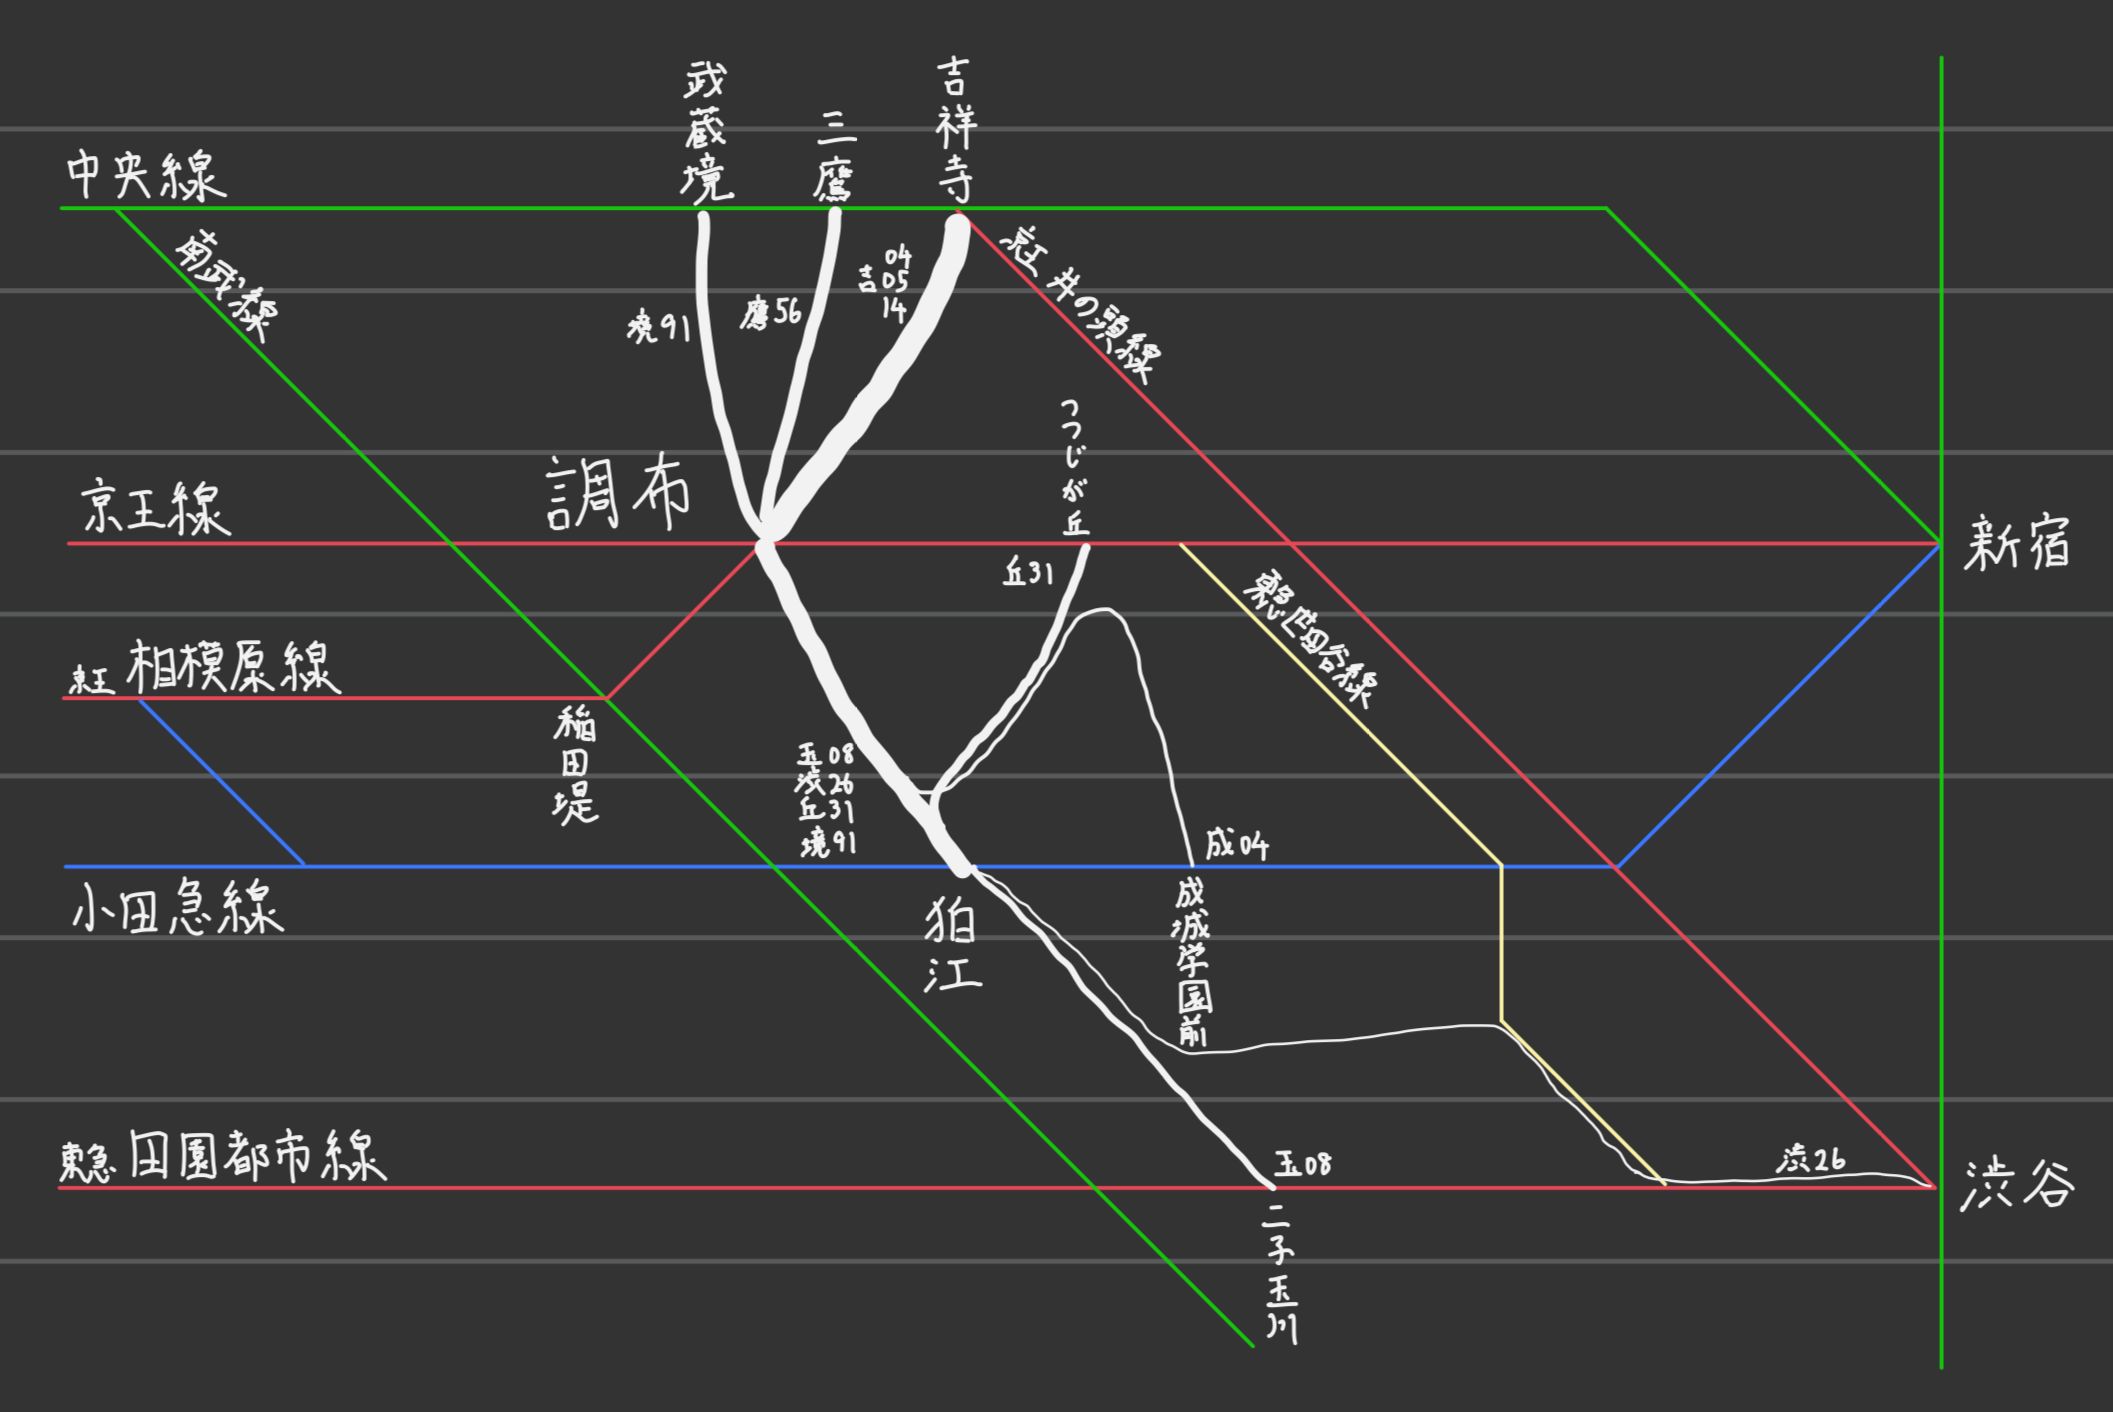 武蔵境
三鷹
吉祥寺
中央線
南武線
境91
鷹56
04
吉05
14
京王 井の頭線
つつじが丘
調布
京王線
新宿
丘31
東急世田谷線
京王 相模原線
稲田堤
玉08
渋26
丘31
境91
成04
小田急線
狛江
成城学園前
東急 田園都市線
玉08
渋26
渋谷
二子玉川